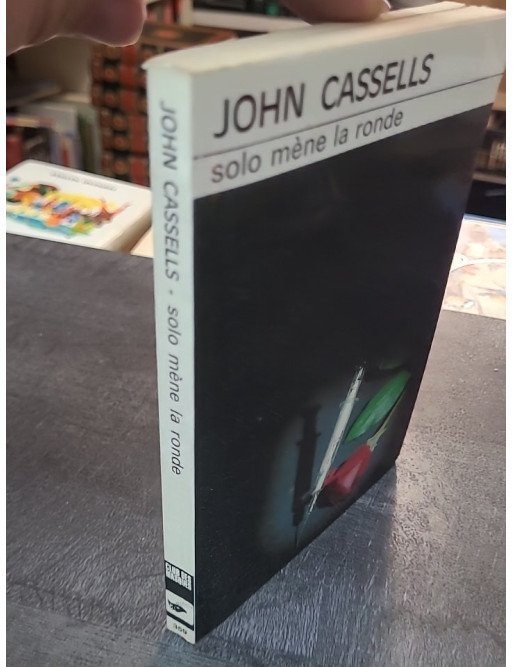 JOHN CASSELLS
solo mène la ronde
JOHN CASSELLS • solo mène la ronde